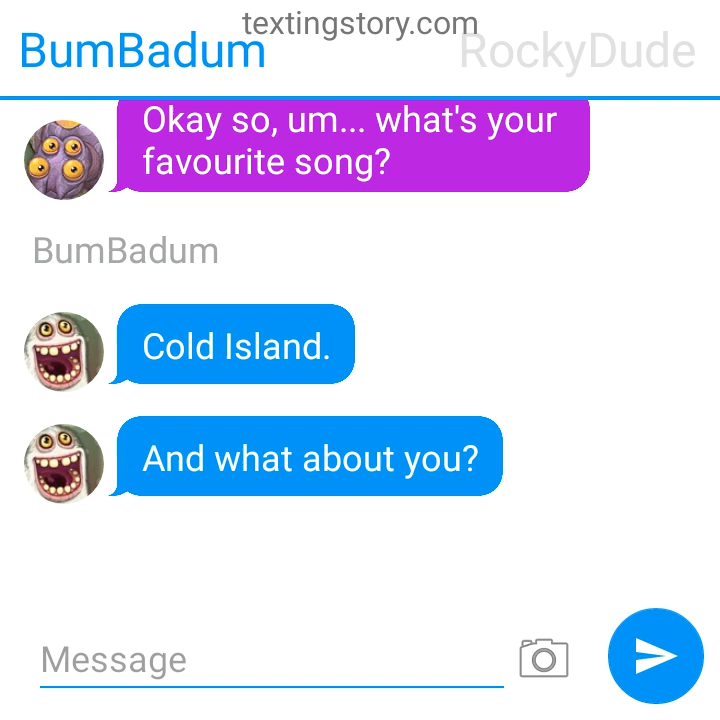 textingstory.com
BumBadum
RockyDude
Okay so, um... what's your
favourite song?
BumBadum
Cold Island.
And what about you?
Message